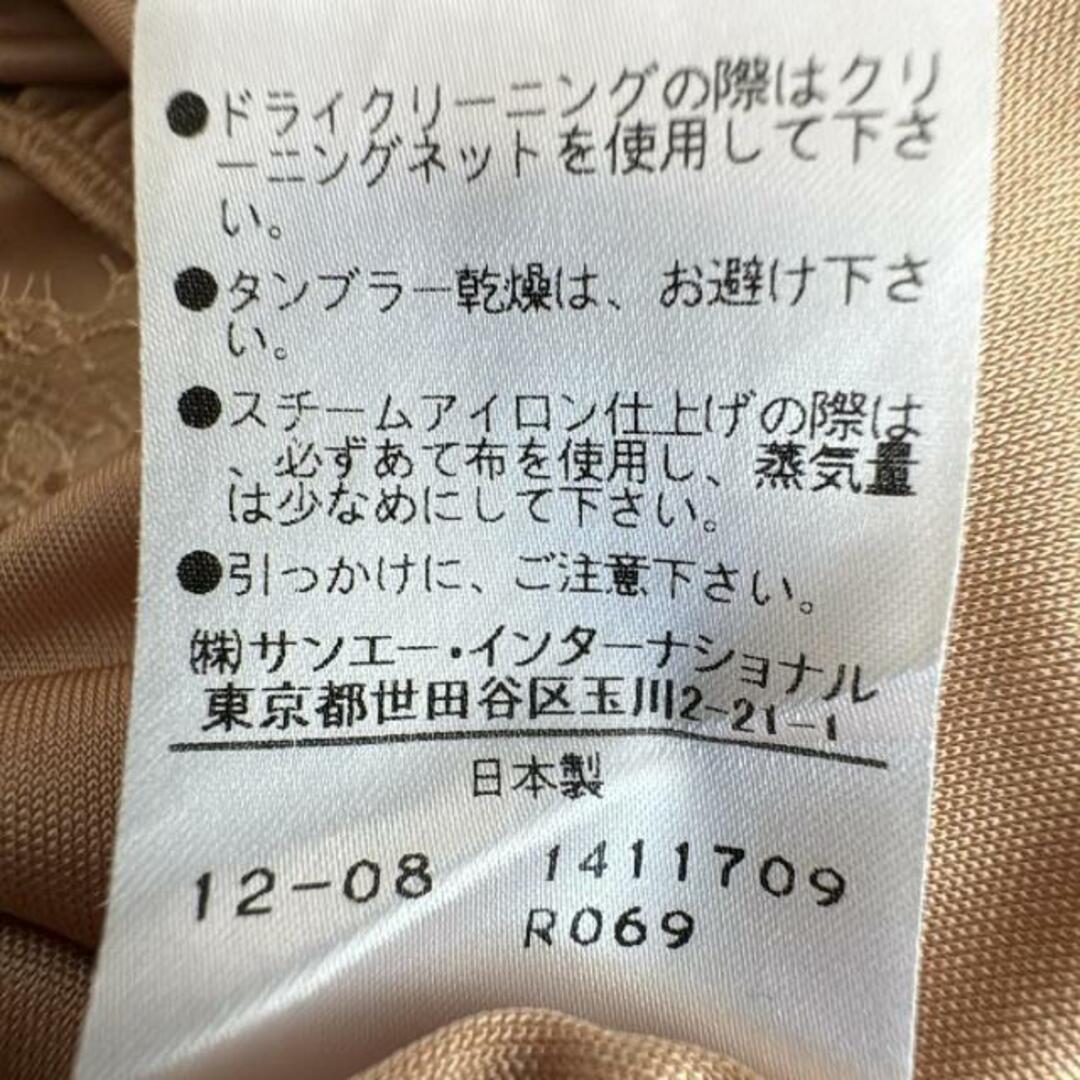 ●ドライクリーニングの際はクリ
ーニングネットを使用して下さ
い。
●タンブラー乾燥は、お避け下さ
い。
●スチームアイロン仕上げの際は
、必ずあて布を使用し、蒸気量
は少なめにして下さい。
●引っかけに、ご注意下さい。
(株)サンエー・インターナショナル
東京都世田谷区玉川2-21-1
日本製
12-08 1411709
R069